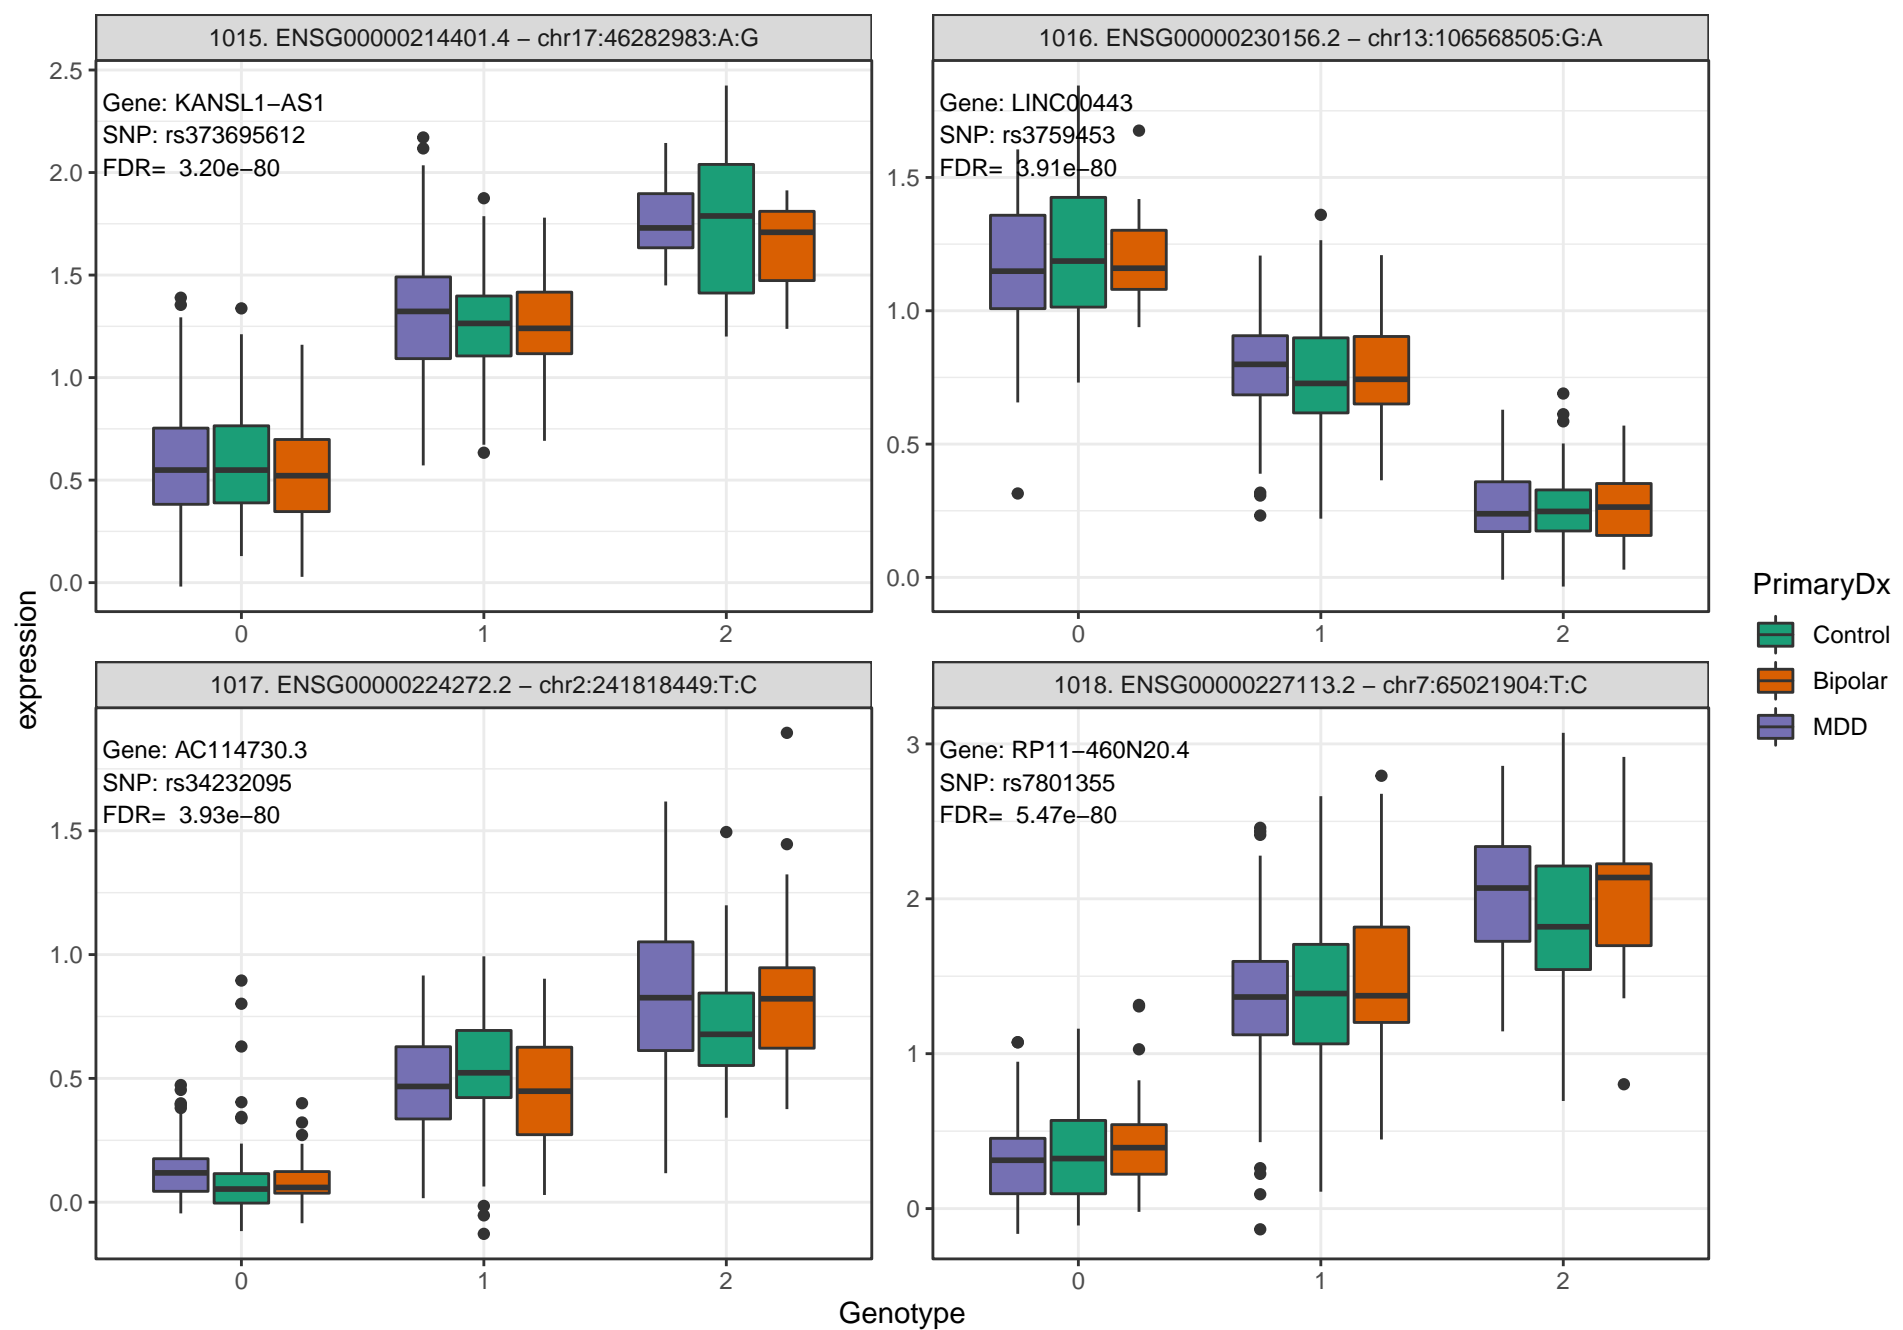 1015. ENSG00000214401.4 − chr17:46282983:A:G
Gene: KANSL1−AS1
SNP: rs373695612
FDR= 3.20e−80
2.5
2.0
1.5
1.0
0.5
0.0
0 1 2
1016. ENSG00000230156.2 − chr13:106568505:G:A
Gene: LINC00443
SNP: rs3759453
FDR= 3.91e−80
1.5
1.0
0.5
0.0
0 1 2
1017. ENSG00000224272.2 − chr2:241818449:T:C
Gene: AC114730.3
SNP: rs34232095
FDR= 3.93e−80
1.5
1.0
0.5
0.0
0 1 2
1018. ENSG00000227113.2 − chr7:65021904:T:C
Gene: RP11−460N20.4
SNP: rs7801355
FDR= 5.47e−80
3
2
1
0
0 1 2
expression
Genotype
PrimaryDx
Control
Bipolar
MDD